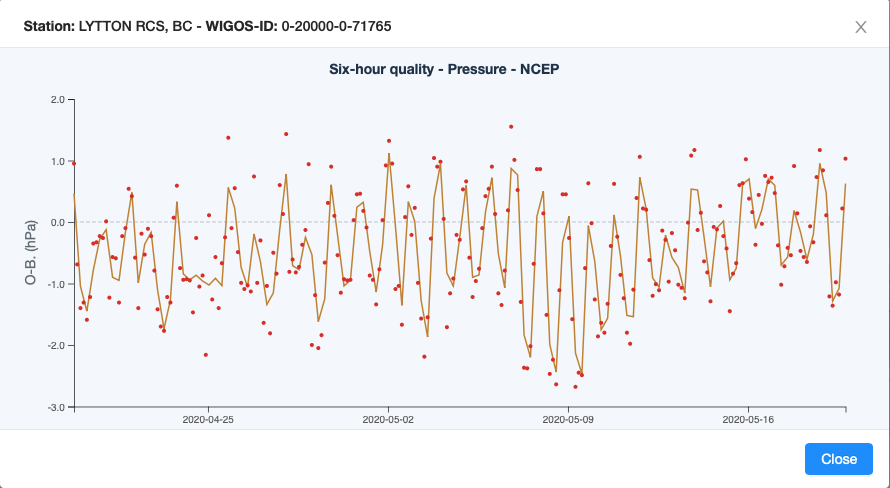 Station: LYTTON RCS, BC - WIGOS-ID: 0-20000-0-71765
Six-hour quality - Pressure - NCEP
O-B. (hPa)
2.0
1.0
0.0
-1.0
-2.0
-3.0
2020-04-25
2020-05-02
2020-05-09
2020-05-16
Close